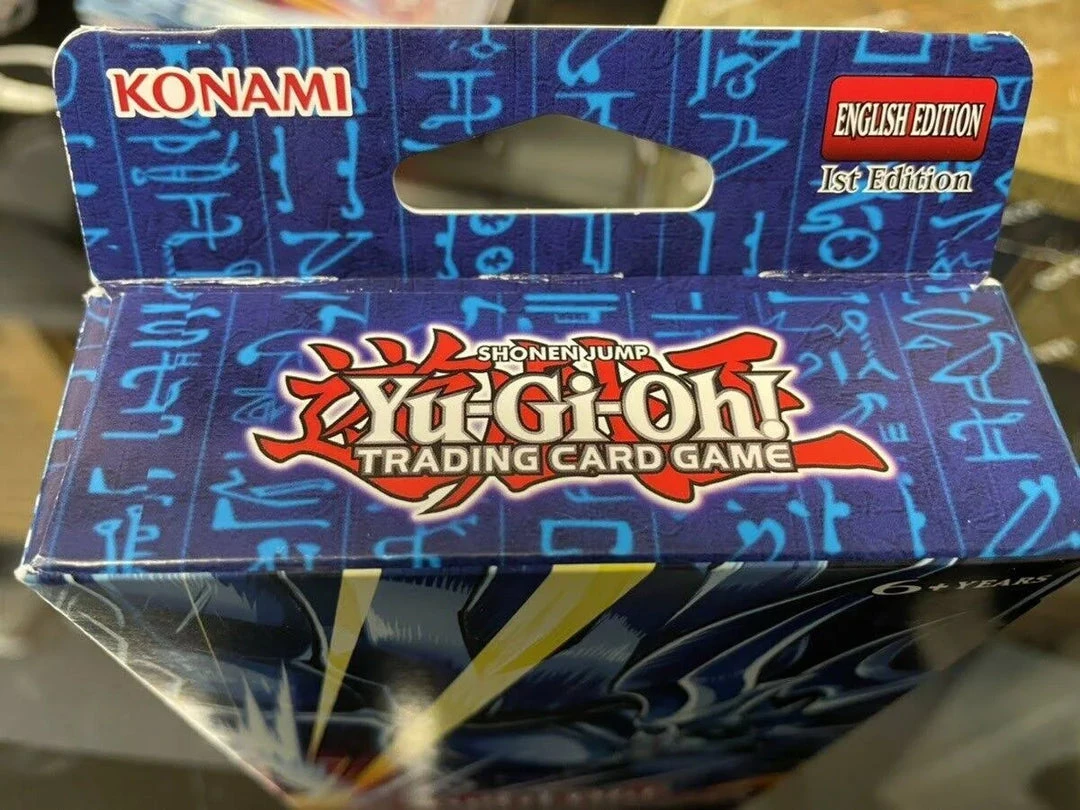 KONAMI
ENGLISH EDITION
1st Edition
SHONEN JUMP
Yu-Gi-Oh!
TRADING CARD GAME
6+ YEARS